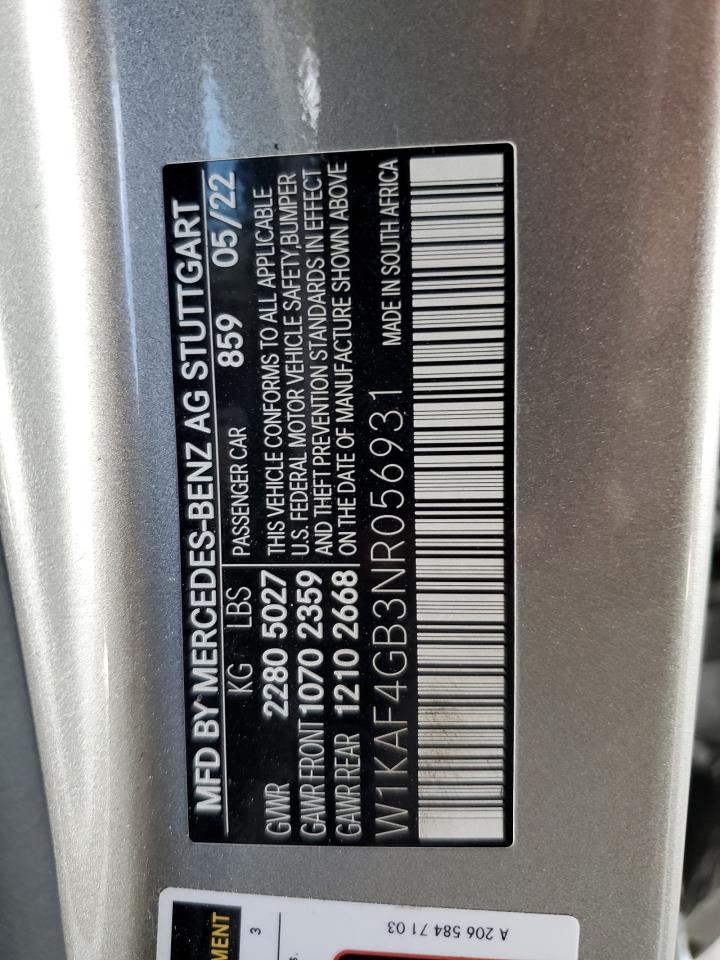 MFD BY MERCEDES-BENZ AG STUTTGART
KG LBS PASSENGER CAR 859 05/22
GVWR 2280 5027
GAWR FRONT 1070 2359
GAWR REAR 1210 2668
THIS VEHICLE CONFORMS TO ALL APPLICABLE
U.S. FEDERAL MOTOR VEHICLE SAFETY,BUMPER
AND THEFT PREVENTION STANDARDS IN EFFECT
ON THE DATE OF MANUFACTURE SHOWN ABOVE
W1KAF4GB3NR056931 MADE IN SOUTH AFRICA
MENT
3
s.
A 206 584 71 03